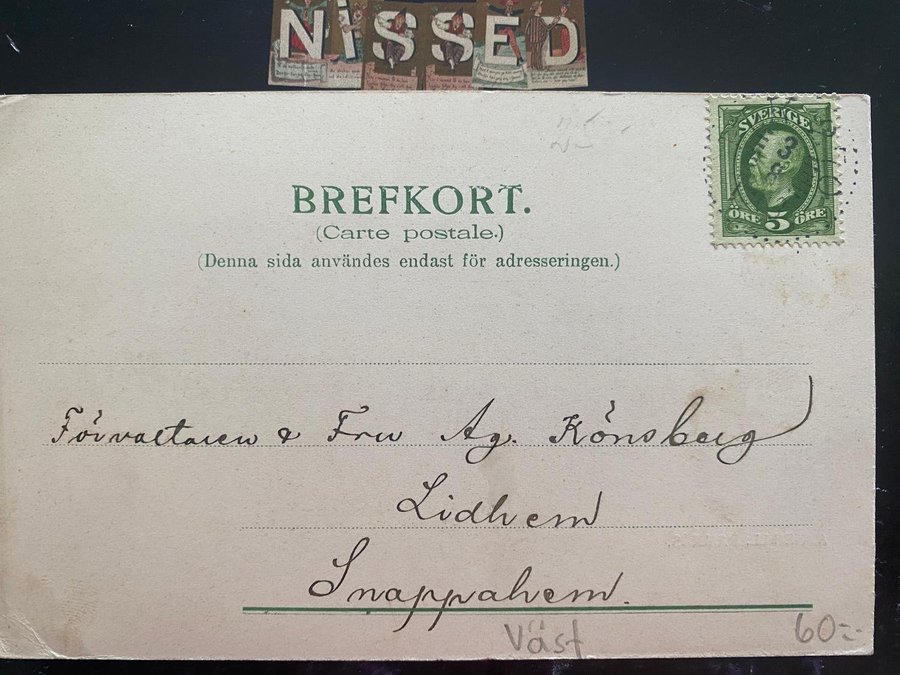 NiSSED
BREFKORT.
(Carte postale.)
(Denna sida användes endast för adresseringen.)
SVERIGE
ÖRE 5 ÖRE
Förvaltaren & Fru Ag. Könsberg
Lidhem
Snappahem.
Väst
60:-